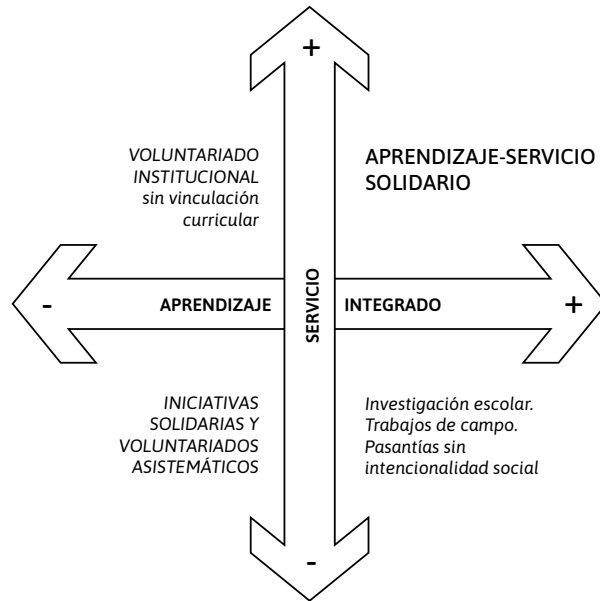 +
VOLUNTARIADO
INSTITUCIONAL
sin vinculación
curricular
APRENDIZAJE-SERVICIO
SOLIDARIO
-
APRENDIZAJE
SERVICIO
INTEGRADO
+
INICIATIVAS
SOLIDARIAS Y
VOLUNTARIADOS
ASISTEMÁTICOS
Investigación escolar.
Trabajos de campo.
Pasantías sin
intencionalidad social
-